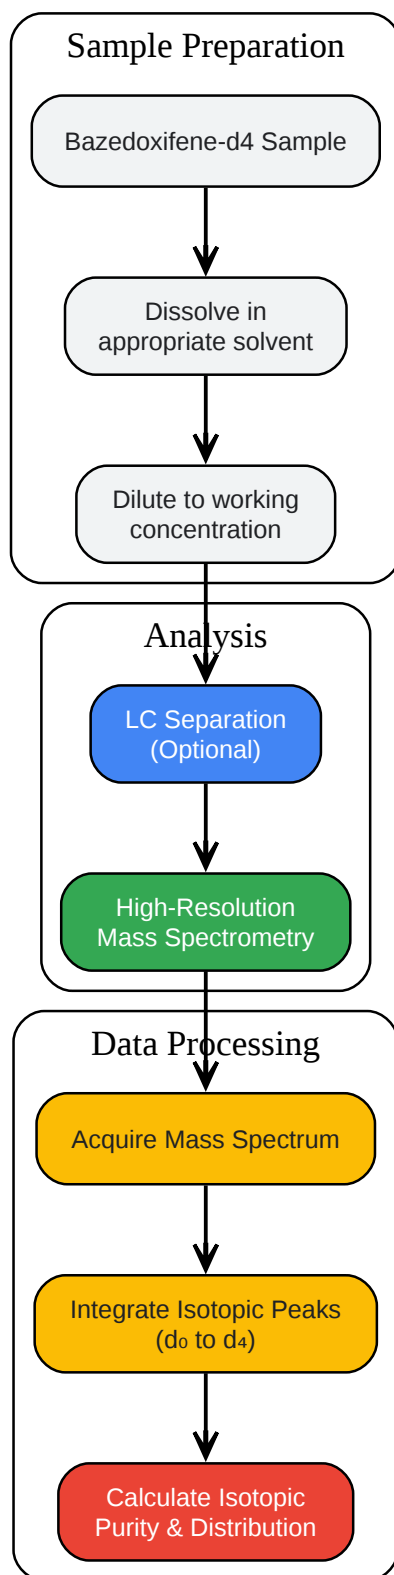 Sample Preparation
Bazedoxifene-d4 Sample
Dissolve in
appropriate solvent
Dilute to working
concentration
Analysis
LC Separation
(Optional)
High-Resolution
Mass Spectrometry
Data Processing
Acquire Mass Spectrum
Integrate Isotopic Peaks
(d₀ to d₄)
Calculate Isotopic
Purity & Distribution